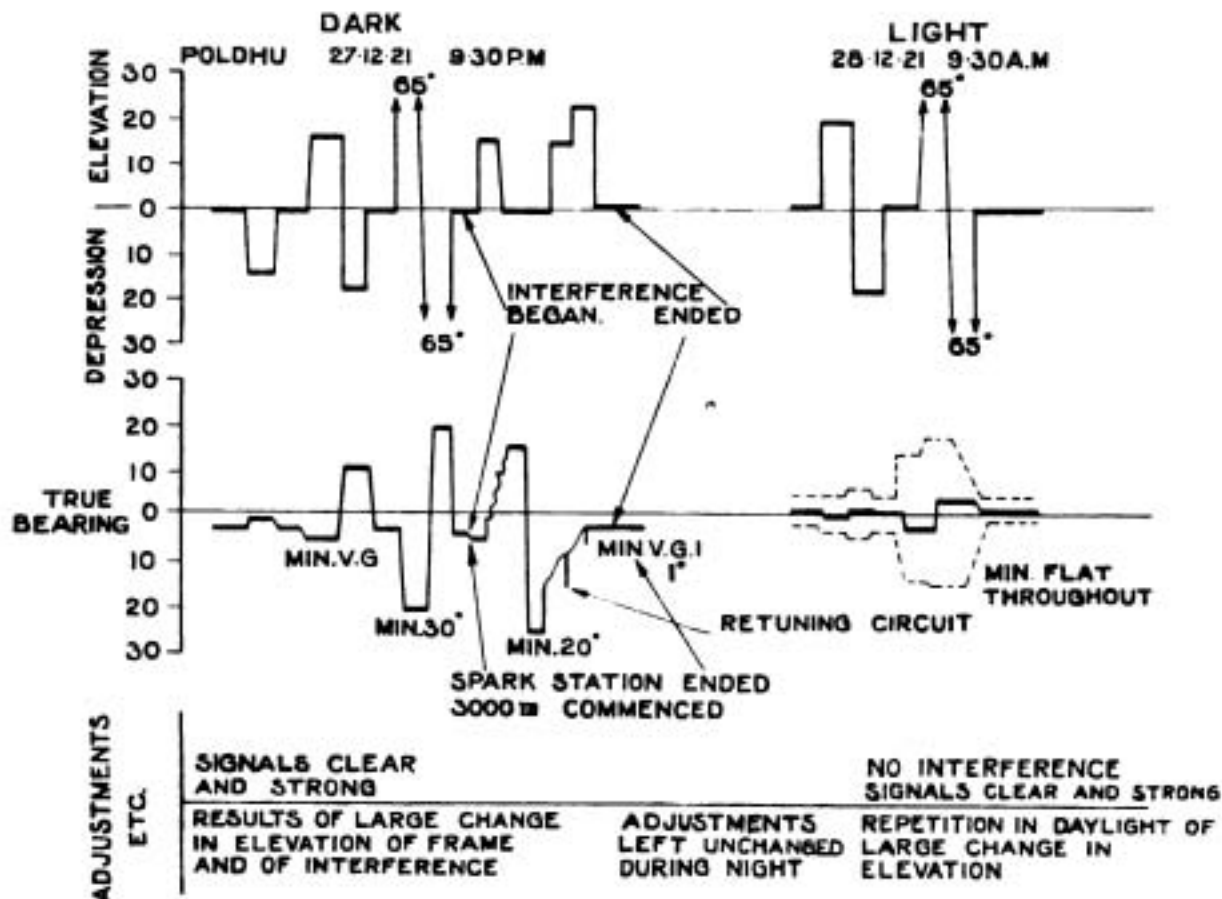 DARK
LIGHT
POLDHU 27·12·21 9·30 P.M
28·12·21 9·30 A.M
ELEVATION
DEPRESSION
30
20
10
0
10
20
30
65°
65°
65°
65°
INTERFERENCE
BEGAN. ENDED
TRUE
BEARING
30
20
10
0
10
20
30
MIN. V.G
MIN. 30°
MIN. 20°
MIN V.G.I
1°
MIN. FLAT
THROUGHOUT
RETUNING CIRCUIT
SPARK STATION ENDED
3000 m COMMENCED
ADJUSTMENTS
ETC.
SIGNALS CLEAR
AND STRONG
NO INTERFERENCE
SIGNALS CLEAR AND STRONG
RESULTS OF LARGE CHANGE
IN ELEVATION OF FRAME
AND OF INTERFERENCE
ADJUSTMENTS
LEFT UNCHANGED
DURING NIGHT
REPETITION IN DAYLIGHT OF
LARGE CHANGE IN
ELEVATION